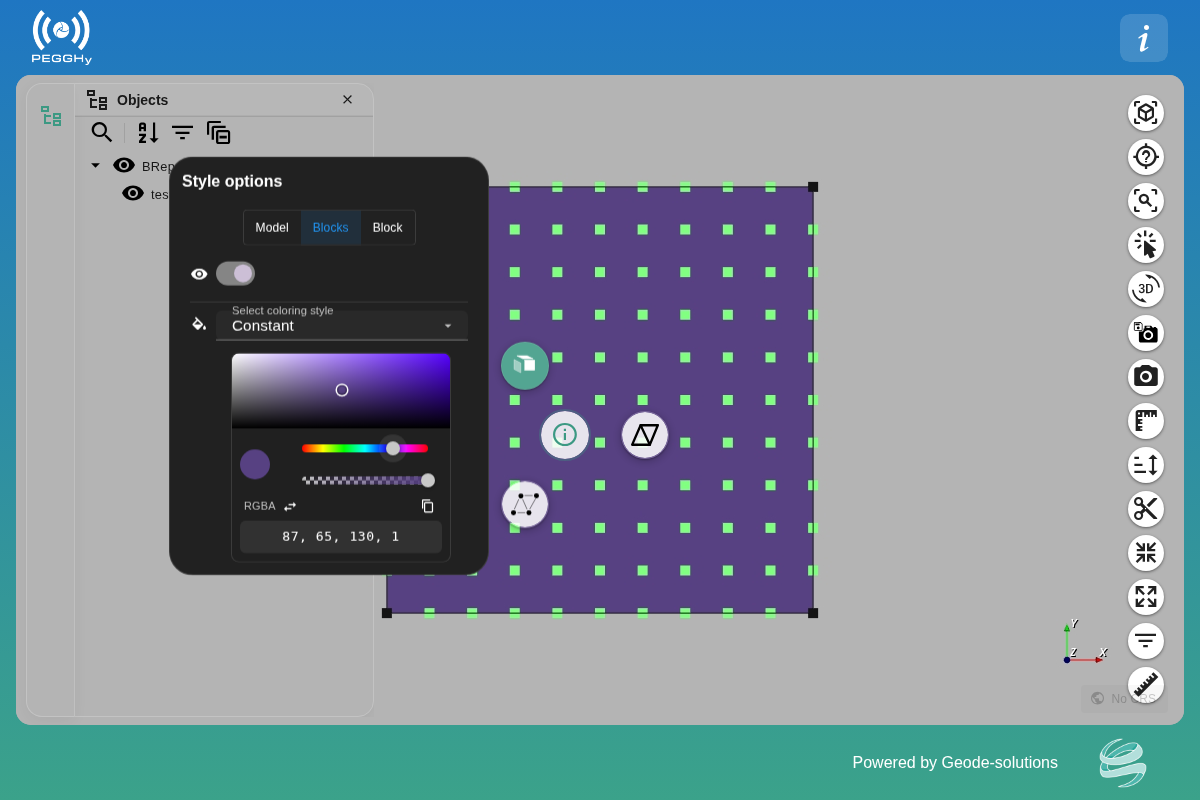 PEGGHy
i
Objects
A
Z
BRep
tes
Style options
Model Blocks Block
Select coloring style
Constant
RGBA
87, 65, 130, 1
3D
Y
Z X
No CRS
Powered by Geode-solutions